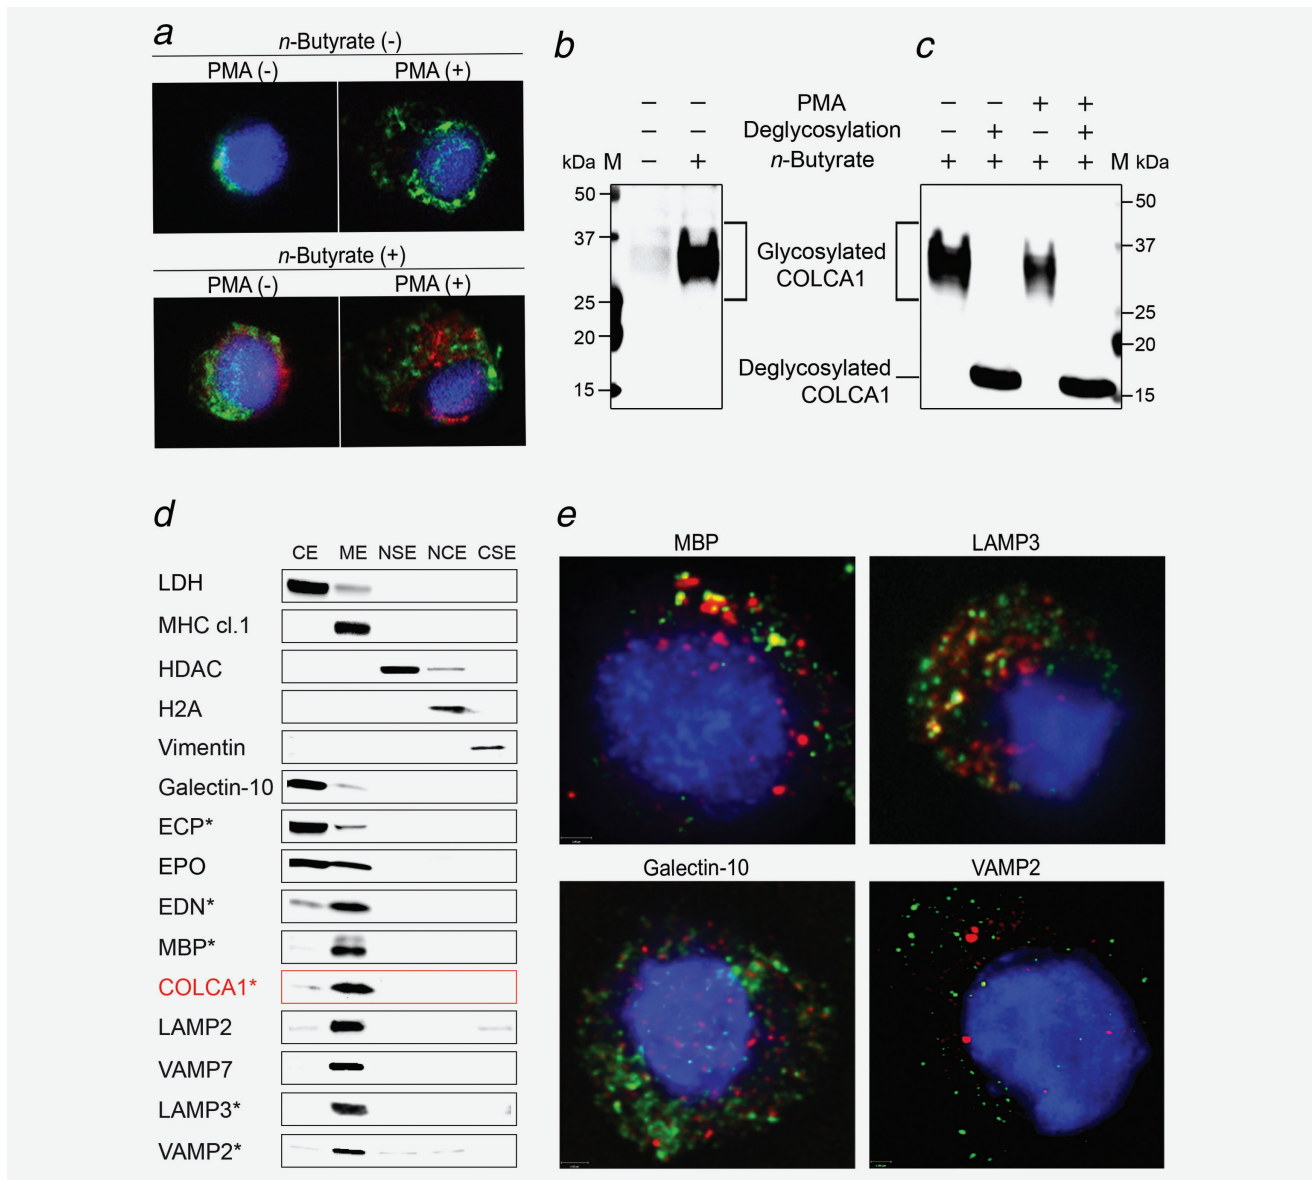 a
n-Butyrate (-)
PMA (-) PMA (+)
n-Butyrate (+)
PMA (-) PMA (+)
b
c
− − PMA − − + +
− − Deglycosylation − + − +
kDa M − + n-Butyrate + + + + M kDa
50
37
25
20
15
Glycosylated
COLCA1
Deglycosylated
COLCA1
50
37
25
20
15
d
CE ME NSE NCE CSE
LDH
MHC cl.1
HDAC
H2A
Vimentin
Galectin-10
ECP*
EPO
EDN*
MBP*
COLCA1*
LAMP2
VAMP7
LAMP3*
VAMP2*
e
MBP LAMP3
Galectin-10 VAMP2